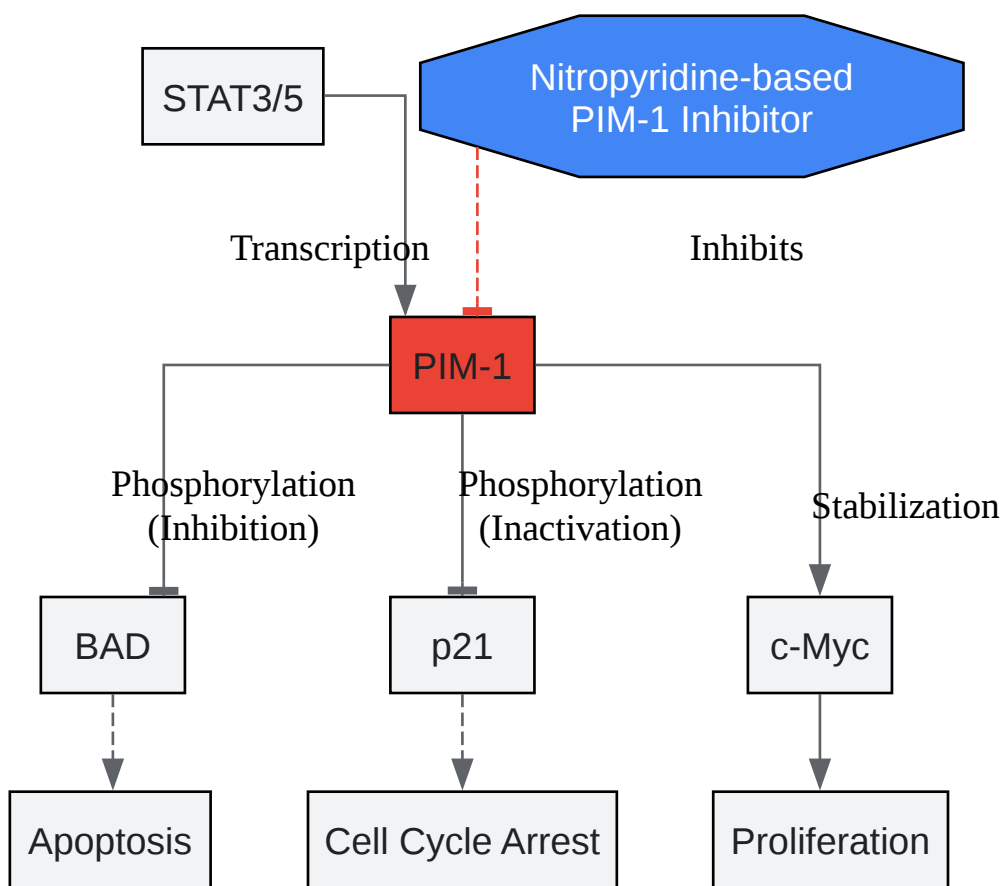 STAT3/5
Nitropyridine-based
PIM-1 Inhibitor
Transcription
Inhibits
PIM-1
Phosphorylation
(Inhibition)
Phosphorylation
(Inactivation)
Stabilization
BAD
p21
c-Myc
Apoptosis
Cell Cycle Arrest
Proliferation